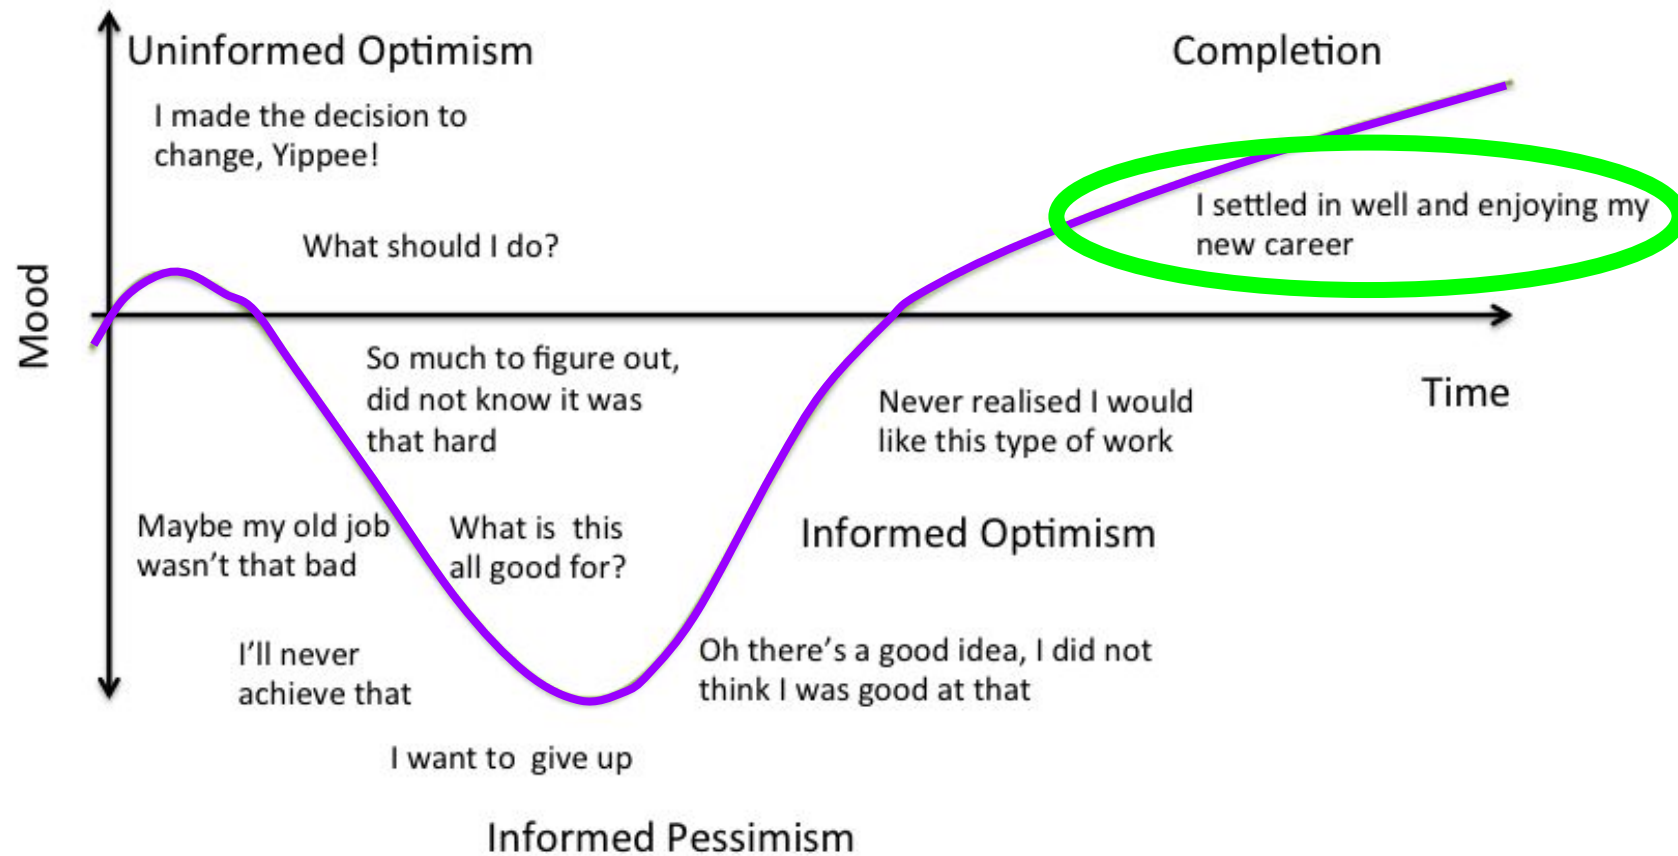 Uninformed Optimism
Completion
I made the decision to
change, Yippee!
I settled in well and enjoying my
new career
What should I do?
Mood
So much to figure out,
did not know it was
that hard
Time
Never realised I would
like this type of work
Maybe my old job
wasn't that bad
What is this
all good for?
Informed Optimism
I'll never
achieve that
Oh there's a good idea, I did not
think I was good at that
I want to give up
Informed Pessimism